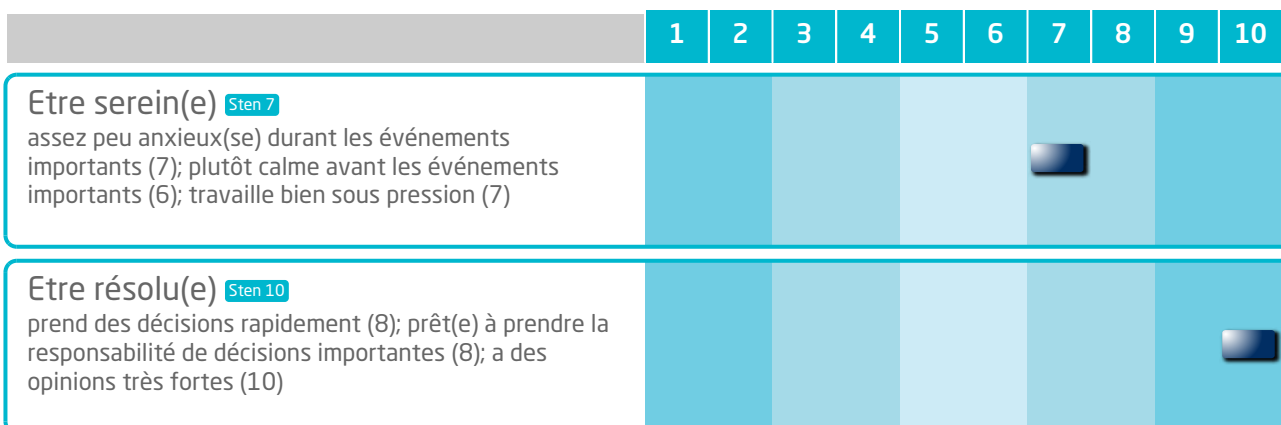 1 2 3 4 5 6 7 8 9 10
Etre serein(e) Sten 7
assez peu anxieux(se) durant les événements
importants (7); plutôt calme avant les événements
importants (6); travaille bien sous pression (7)
Etre résolu(e) Sten 10
prend des décisions rapidement (8); prêt(e) à prendre la
responsabilité de décisions importantes (8); a des
opinions très fortes (10)